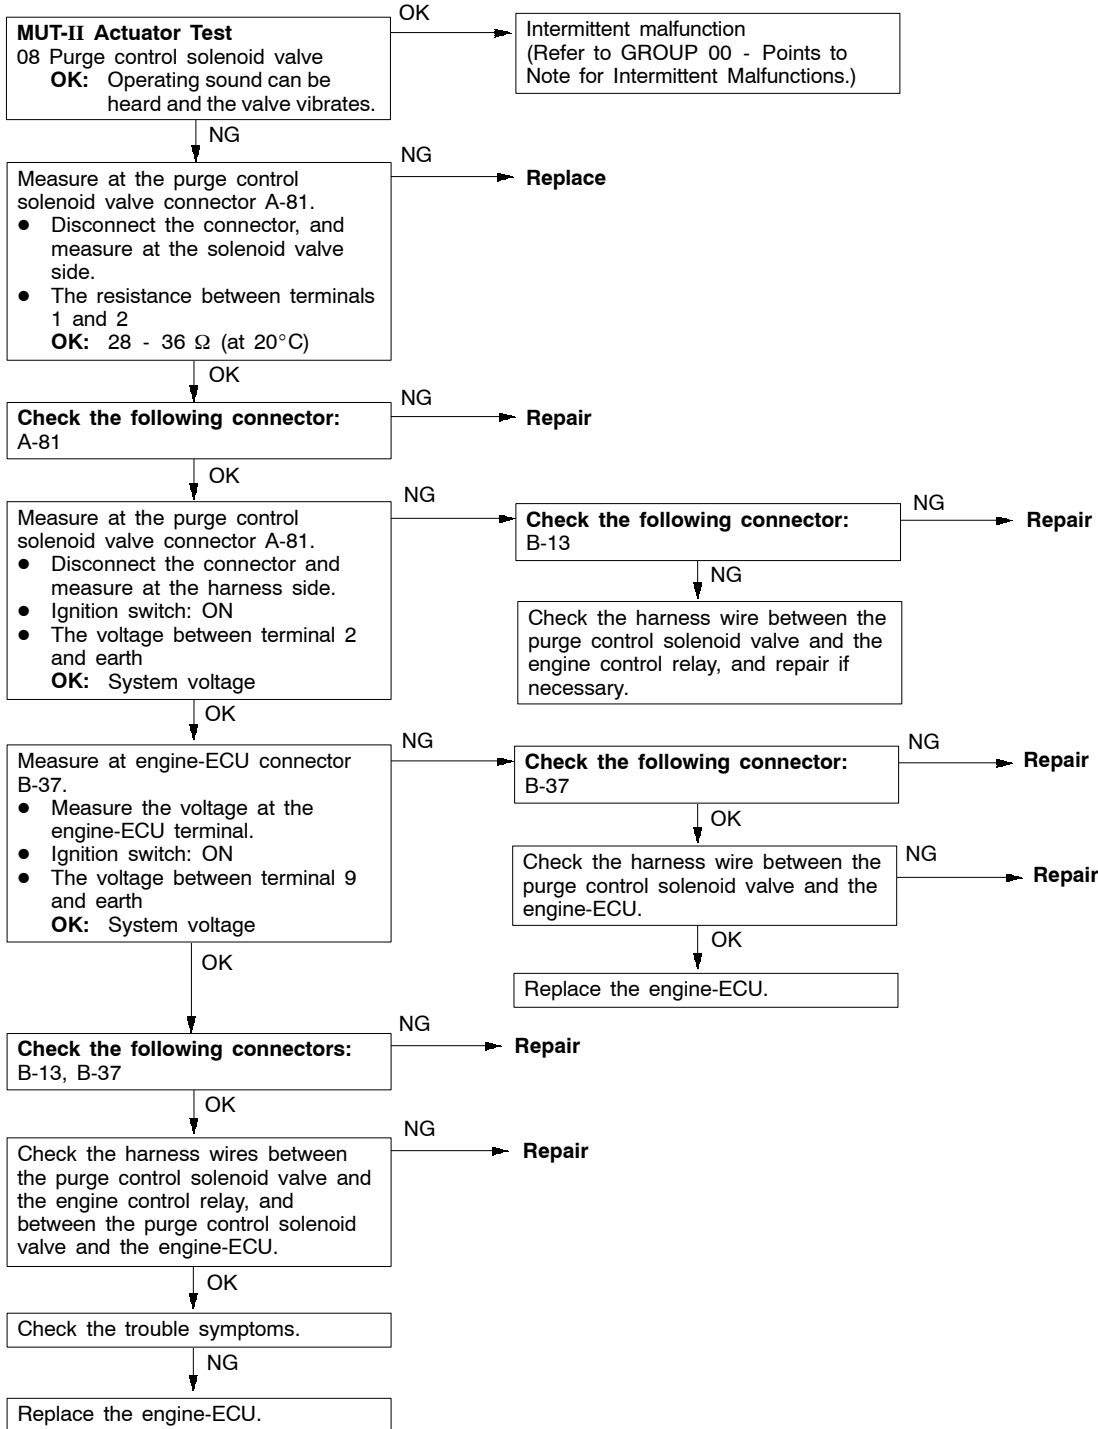 MUT-II Actuator Test
08 Purge control solenoid valve
OK: Operating sound can be
heard and the valve vibrates.
OK
Intermittent malfunction
(Refer to GROUP 00 - Points to
Note for Intermittent Malfunctions.)
NG
Measure at the purge control
solenoid valve connector A-81.
● Disconnect the connector, and
measure at the solenoid valve
side.
● The resistance between terminals
1 and 2
OK: 28 - 36 Ω (at 20°C)
NG
Replace
OK
Check the following connector:
A-81
NG
Repair
OK
Measure at the purge control
solenoid valve connector A-81.
● Disconnect the connector and
measure at the harness side.
● Ignition switch: ON
● The voltage between terminal 2
and earth
OK: System voltage
NG
Check the following connector:
B-13
NG
Repair
NG
Check the harness wire between the
purge control solenoid valve and the
engine control relay, and repair if
necessary.
OK
Measure at engine-ECU connector
B-37.
● Measure the voltage at the
engine-ECU terminal.
● Ignition switch: ON
● The voltage between terminal 9
and earth
OK: System voltage
NG
Check the following connector:
B-37
NG
Repair
OK
Check the harness wire between the
purge control solenoid valve and the
engine-ECU.
NG
Repair
OK
Replace the engine-ECU.
OK
Check the following connectors:
B-13, B-37
NG
Repair
OK
Check the harness wires between
the purge control solenoid valve and
the engine control relay, and
between the purge control solenoid
valve and the engine-ECU.
NG
Repair
OK
Check the trouble symptoms.
NG
Replace the engine-ECU.